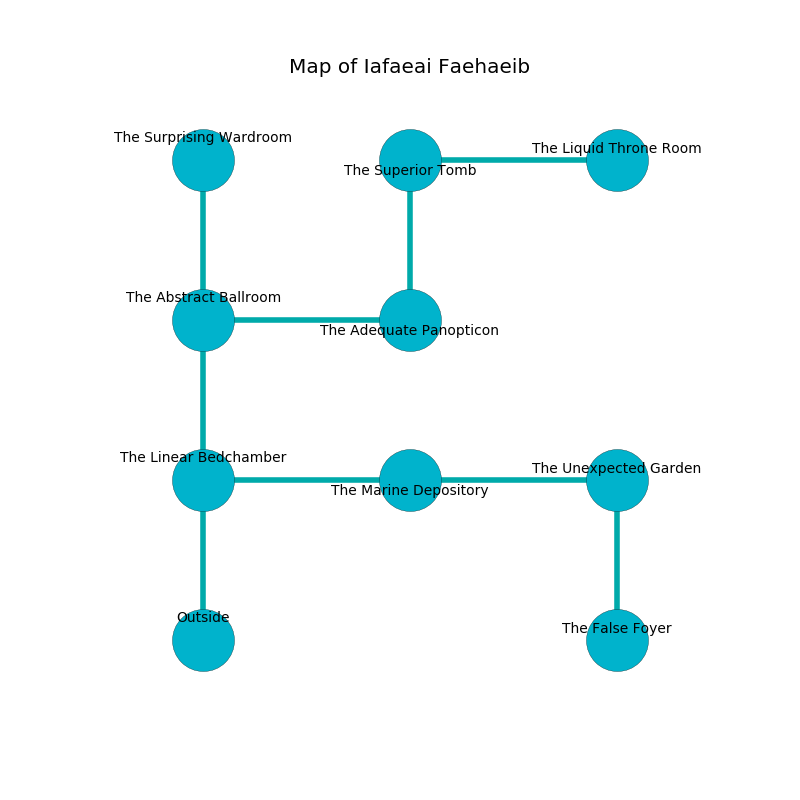 Map of Iafaeai Faehaeib
The Surprising Wardroom
The Liquid Throne Room
The Superior Tomb
The Abstract Ballroom
The Adequate Panopticon
The Linear Bedchamber
The Unexpected Garden
The Marine Depository
Outside
The False Foyer